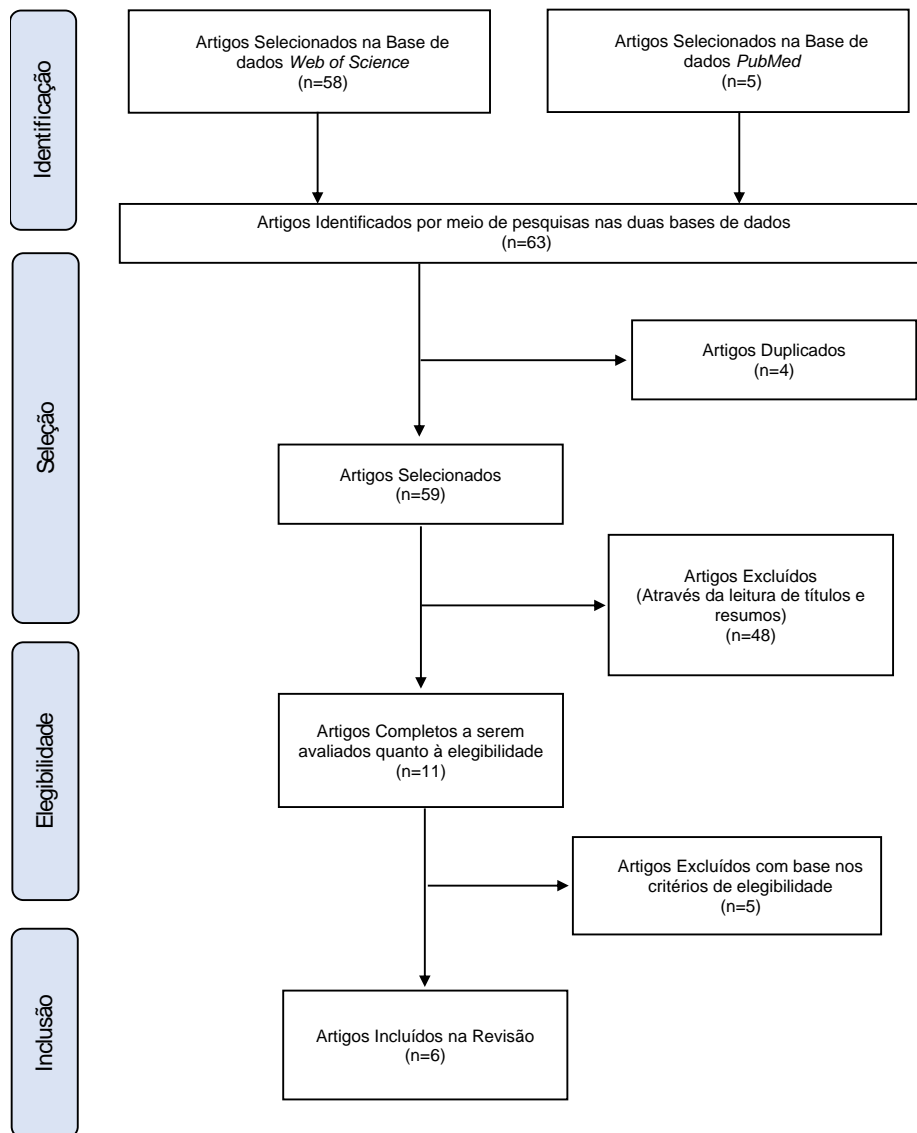 Identificação
Artigos Selecionados na Base de
dados Web of Science
(n=58)
Artigos Selecionados na Base de
dados PubMed
(n=5)
Artigos Identificados por meio de pesquisas nas duas bases de dados
(n=63)
Seleção
Artigos Duplicados
(n=4)
Artigos Selecionados
(n=59)
Artigos Excluídos
(Através da leitura de títulos e
resumos)
(n=48)
Elegibilidade
Artigos Completos a serem
avaliados quanto à elegibilidade
(n=11)
Artigos Excluídos com base nos
critérios de elegibilidade
(n=5)
Inclusão
Artigos Incluídos na Revisão
(n=6)